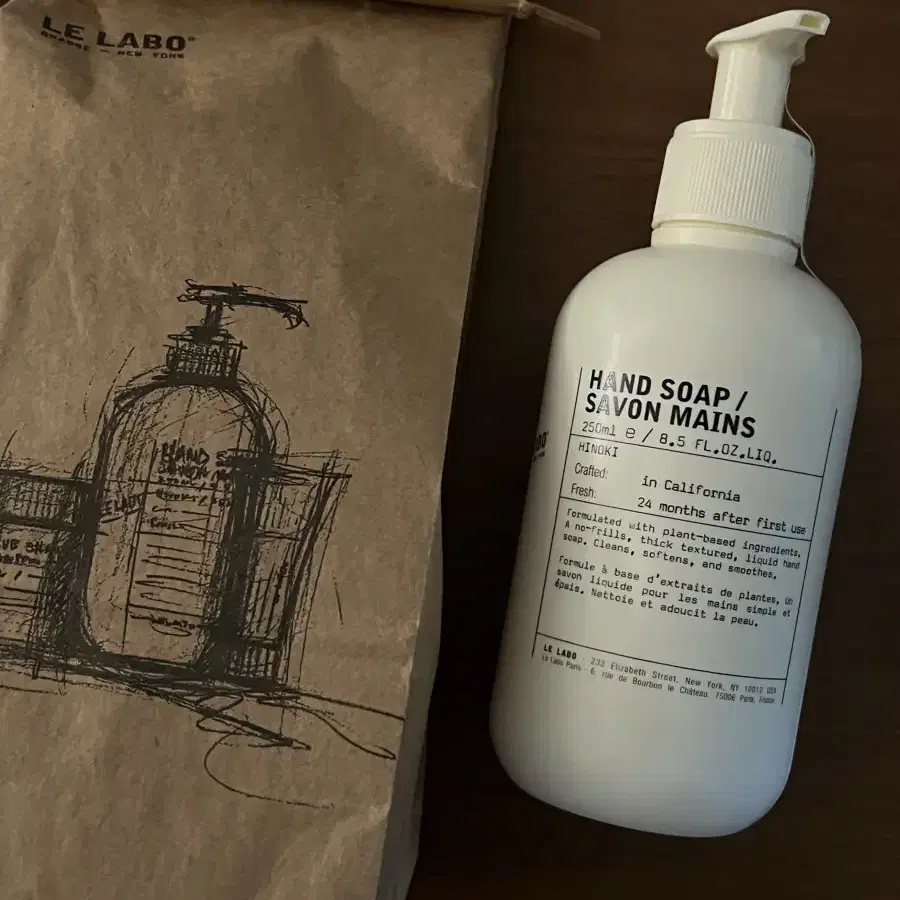 LE LABO®
GRASSE — NEW YORK
HAND SOAP/
SAVON MAINS
250ml e / 8.5 FL.OZ.LIQ.
HINOKI
Crafted: in California
Fresh: 24 months after first use
Formulated with plant-based ingredients.
A no-frills, thick textured, liquid hand
soap. Cleans, softens, and smoothes.
Formule à base d'extraits de plantes, un
savon liquide pour les mains simple et
épais. Nettoie et adoucit la peau.
LE LABO 233 Elizabeth Street, New York, NY 10012 USA
Le Labo Paris - 6, rue de Bourbon le Château, 75006 Paris, France
HAND